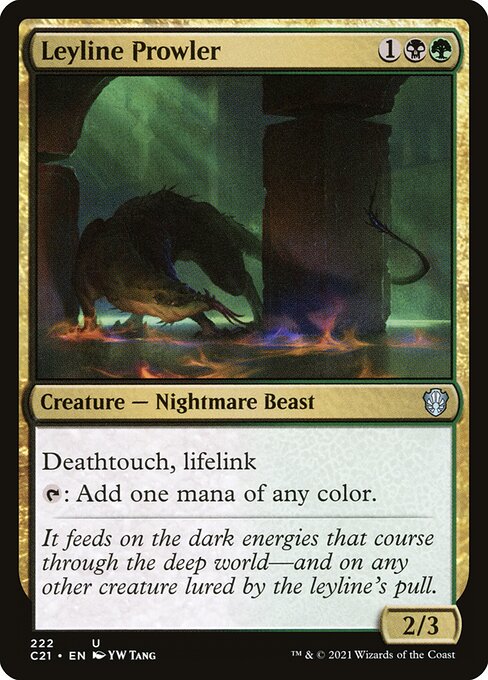 Leyline Prowler 1
Creature — Nightmare Beast
Deathtouch, lifelink
: Add one mana of any color.
It feeds on the dark energies that course
through the deep world—and on any
other creature lured by the leyline's pull.
2/3
222 U
C21 • EN YW Tang
™ & © 2021 Wizards of the Coast